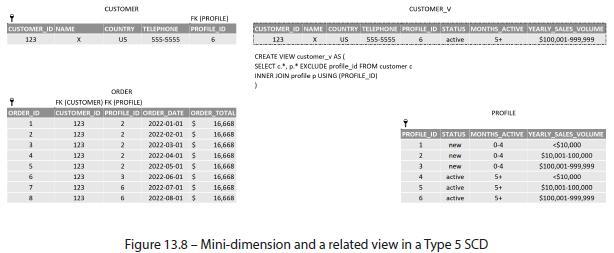 CUSTOMER
FK (PROFILE)
CUSTOMER_ID NAME COUNTRY TELEPHONE PROFILE_ID
123 X US 555-5555 6
CUSTOMER_V
CUSTOMER_ID NAME COUNTRY TELEPHONE PROFILE_ID STATUS MONTHS_ACTIVE YEARLY_SALES_VOLUME
123 X US 555-5555 6 active 5+ $100,001-999,999
CREATE VIEW customer_v AS (
SELECT c.*, p.* EXCLUDE profile_id FROM customer c
INNER JOIN profile p USING (PROFILE_ID)
)
ORDER
FK (CUSTOMER) FK (PROFILE)
ORDER_ID CUSTOMER_ID PROFILE_ID ORDER_DATE ORDER_TOTAL
1 123 2 2022-01-01 $ 16,668
2 123 2 2022-02-01 $ 16,668
3 123 2 2022-03-01 $ 16,668
4 123 2 2022-04-01 $ 16,668
5 123 2 2022-05-01 $ 16,668
6 123 3 2022-06-01 $ 16,668
7 123 6 2022-07-01 $ 16,668
8 123 6 2022-08-01 $ 16,668
PROFILE
PROFILE_ID STATUS MONTHS_ACTIVE YEARLY_SALES_VOLUME
1 new 0-4 <$10,000
2 new 0-4 $10,001-100,000
3 new 0-4 $100,001-999,999
4 active 5+ <$10,000
5 active 5+ $10,001-100,000
6 active 5+ $100,001-999,999
Figure 13.8 – Mini-dimension and a related view in a Type 5 SCD